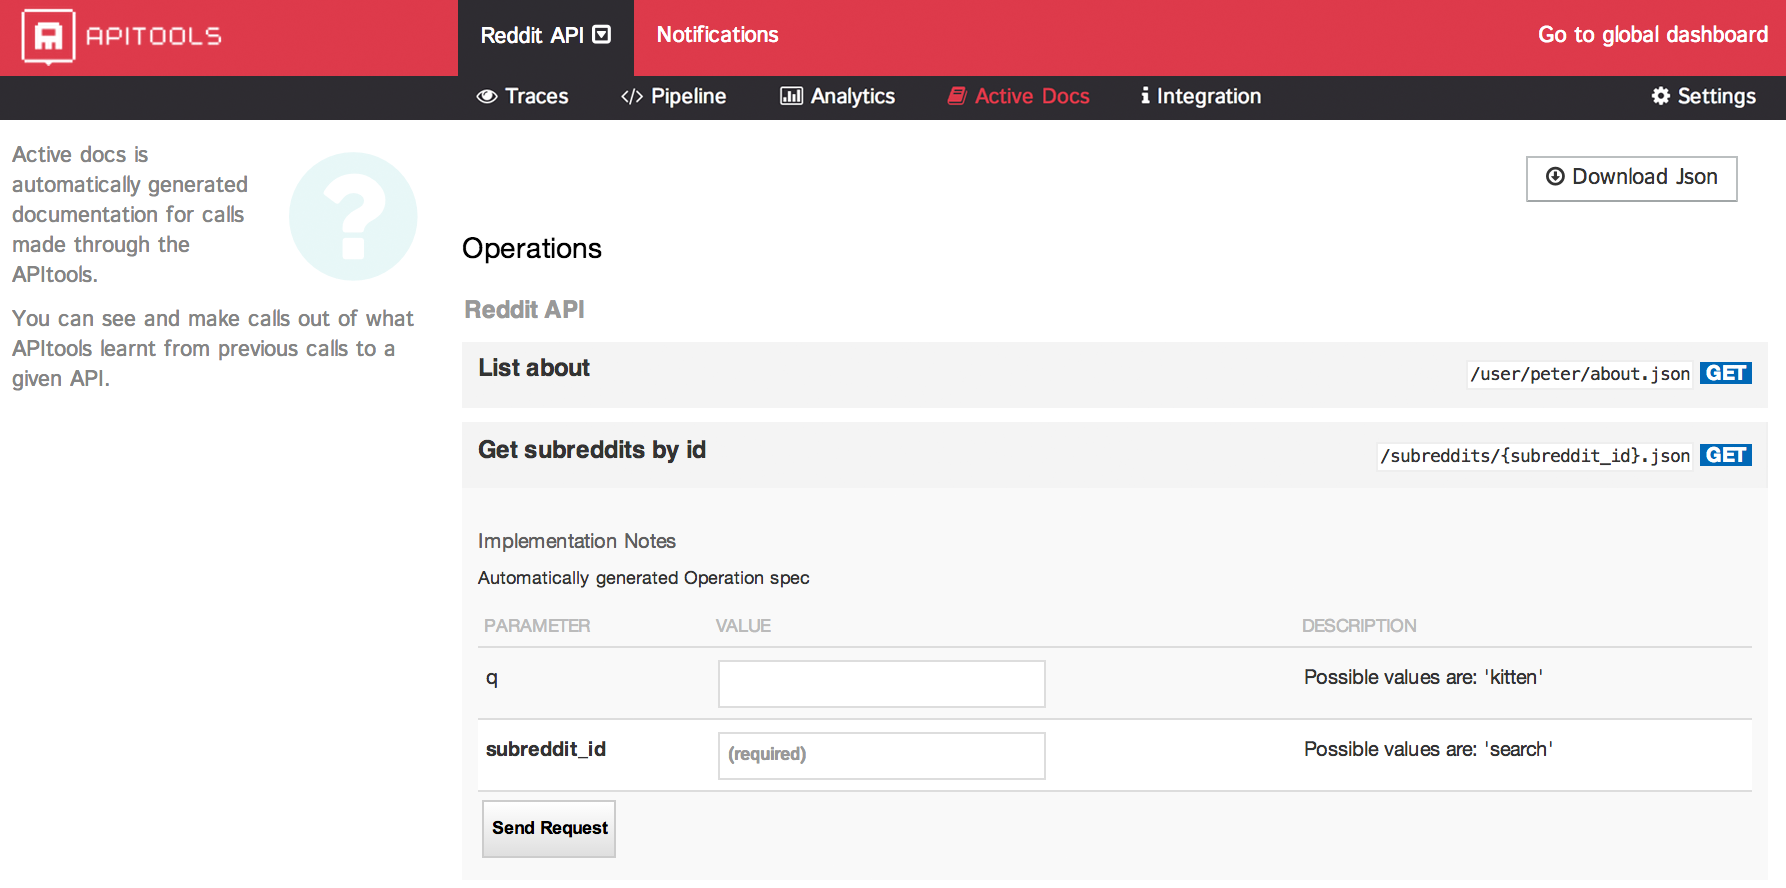 APITOOLS
Reddit API
Notifications
Go to global dashboard
Traces
</> Pipeline
Analytics
Active Docs
Integration
Settings
Active docs is
automatically generated
documentation for calls
made through the
APItools.
You can see and make calls out of what
APItools learnt from previous calls to a
given API.
Download Json
Operations
Reddit API
List about
/user/peter/about.json GET
Get subreddits by id
/subreddits/{subreddit_id}.json GET
Implementation Notes
Automatically generated Operation spec
PARAMETER VALUE DESCRIPTION
q Possible values are: 'kitten'
subreddit_id (required) Possible values are: 'search'
Send Request